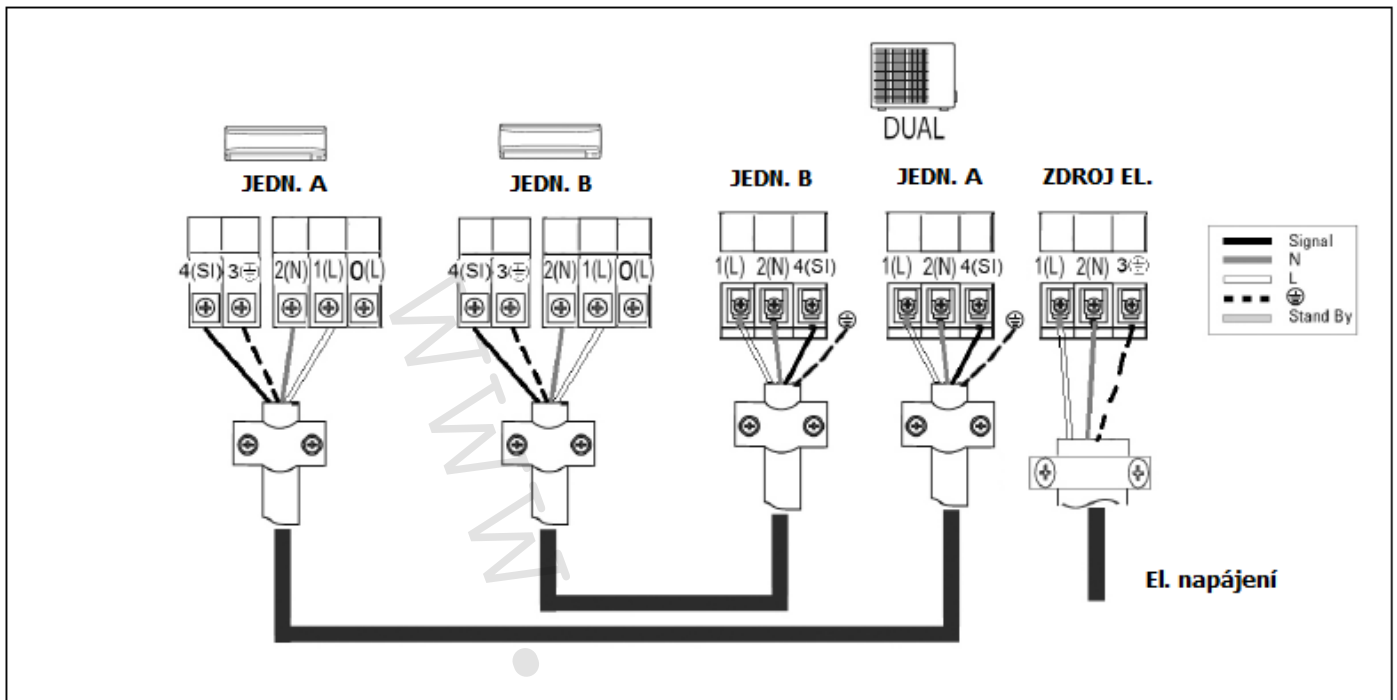 DUAL
JEDN. A
JEDN. B
JEDN. B
JEDN. A
ZDROJ EL.
4(SI) 3⏚ 2(N) 1(L) 0(L)
4(SI) 3⏚ 2(N) 1(L) 0(L)
1(L) 2(N) 4(SI)
1(L) 2(N) 4(SI)
1(L) 2(N) 3⏚
Signal
N
L
⏚
Stand By
El. napájení
www.